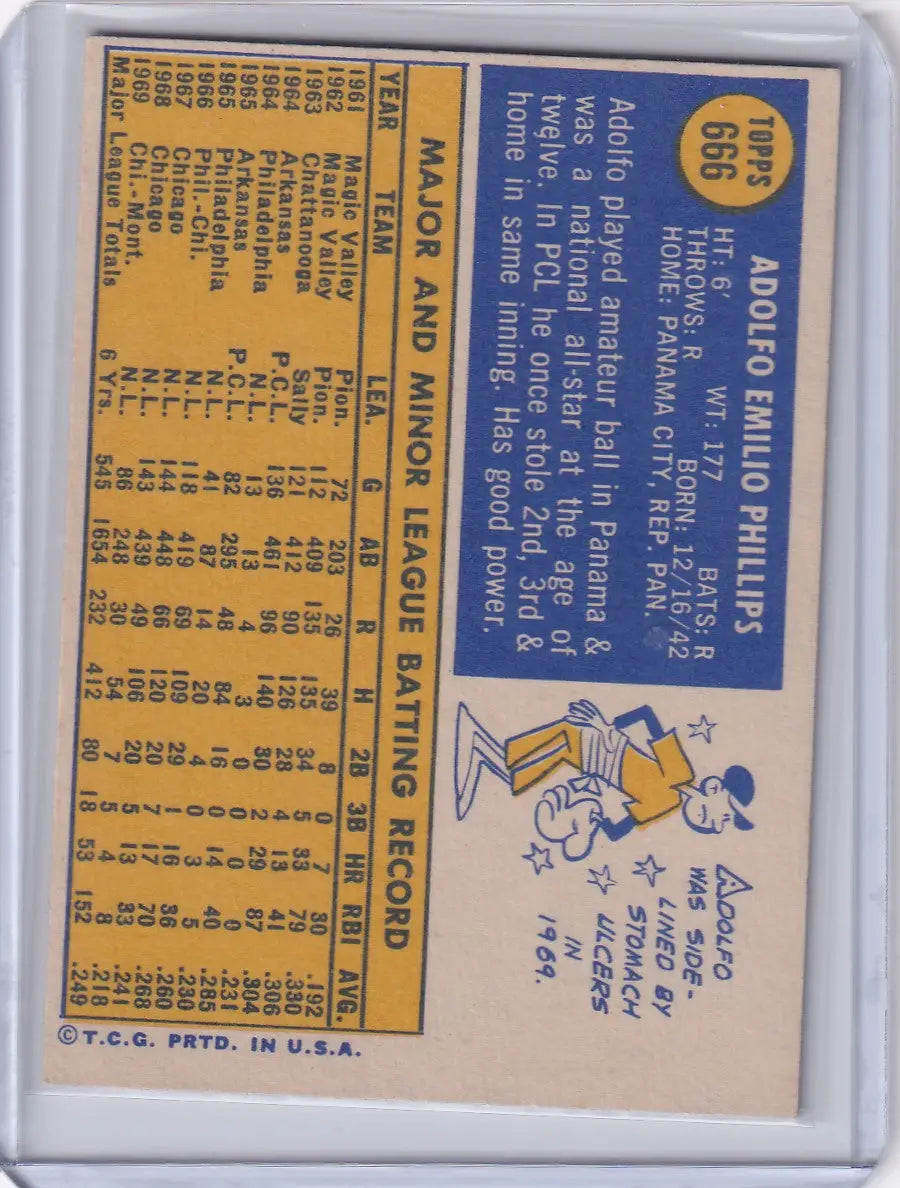 TOPPS
666
ADOLFO EMILIO PHILLIPS
HT: 6' WT: 177 BATS: R
THROWS: R BORN: 12/16/42
HOME: PANAMA CITY, REP. PAN.
Adolfo played amateur ball in Panama &
was a national all-star at the age of
twelve. In PCL he once stole 2nd, 3rd &
home in same inning. Has good power.
ADOLFO
WAS SIDE-
LINED BY
STOMACH
ULCERS
IN
1969.
MAJOR AND MINOR LEAGUE BATTING RECORD
YEAR TEAM LEA. G AB R H 2B 3B HR RBI AVG.
1961 Magic Valley Pion. 72 203 26 39 8 0 7 30 .192
1962 Magic Valley Pion. 112 409 135 135 34 5 33 79 .330
1963 Chattanooga Sally 121 412 90 126 28 4 13 41 .306
1964 Arkansas P.C.L. 136 461 96 140 30 2 29 87 .304
1964 Philadelphia N.L. 13 13 4 3 0 0 0 0 .231
1965 Arkansas P.C.L. 82 295 48 84 16 0 14 40 .285
1965 Philadelphia N.L. 41 87 14 20 4 0 3 5 .230
1966 Phil.-Chi. N.L. 118 419 69 109 29 1 16 36 .260
1967 Chicago N.L. 144 448 66 120 20 7 17 70 .268
1968 Chicago N.L. 143 439 49 106 20 5 13 33 .241
1969 Chi.-Mont. N.L. 86 248 30 54 7 5 4 8 .218
Major League Totals 6 Yrs. 545 1654 232 412 80 18 53 152 .249
© T.C.G. PRTD. IN U.S.A.